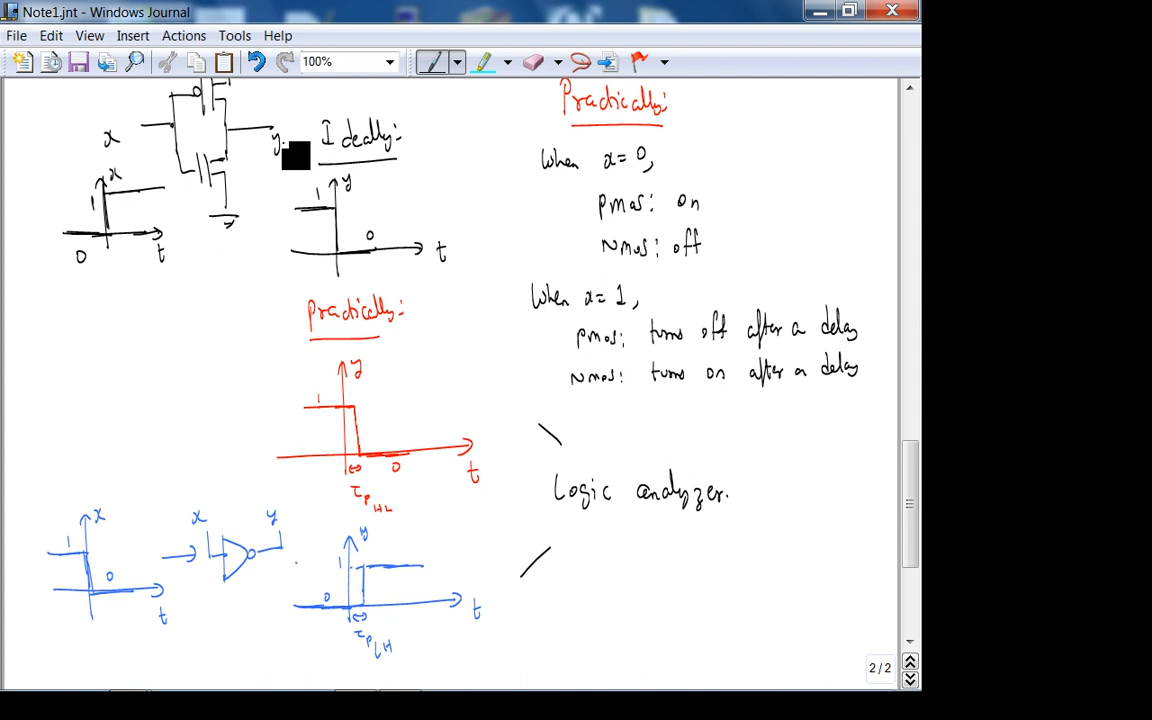 Note1.jnt - Windows Journal
File Edit View Insert Actions Tools Help
100%
x
y
Ideally:
x
1
0
t
y
1
0
t
Practically:
y
1
0
t
τPHL
x
1
0
t
x
y
y
1
0
t
τPLH
Practically:
When x = 0,
pmos: on
Nmos: off
When x = 1,
pmos: turns off after a delay
Nmos: turns on after a delay
Logic analyzer.
2/2